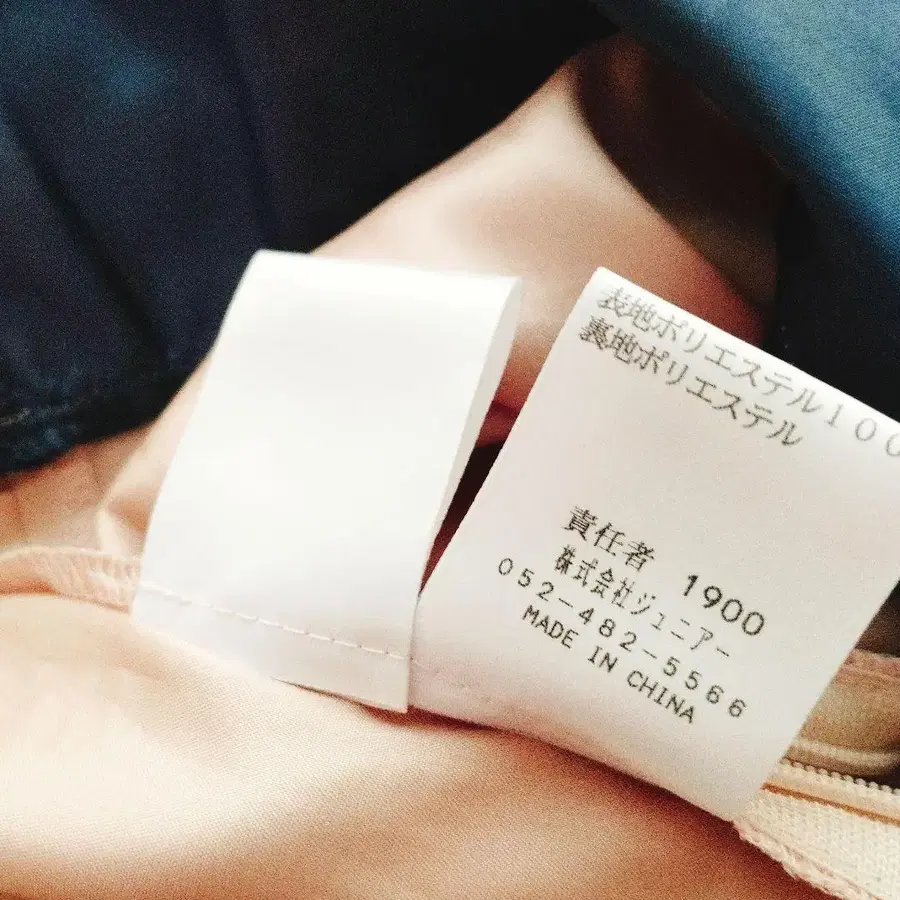 表地ポリエステル100
裏地ポリエステル
責任者 1900
株式会社ジュニアー
052-482-5566
MADE IN CHINA